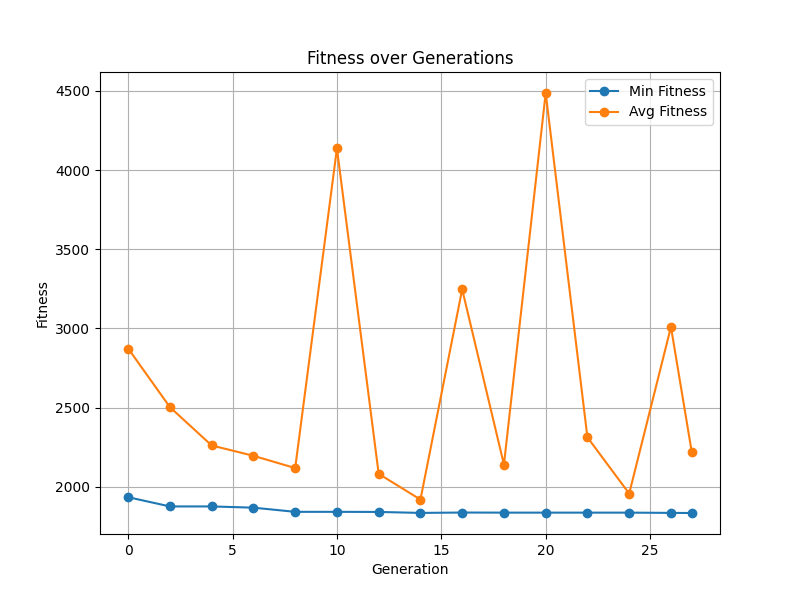 Fitness over Generations
Min Fitness
Avg Fitness
4500
4000
3500
3000
2500
2000
Fitness
0 5 10 15 20 25
Generation